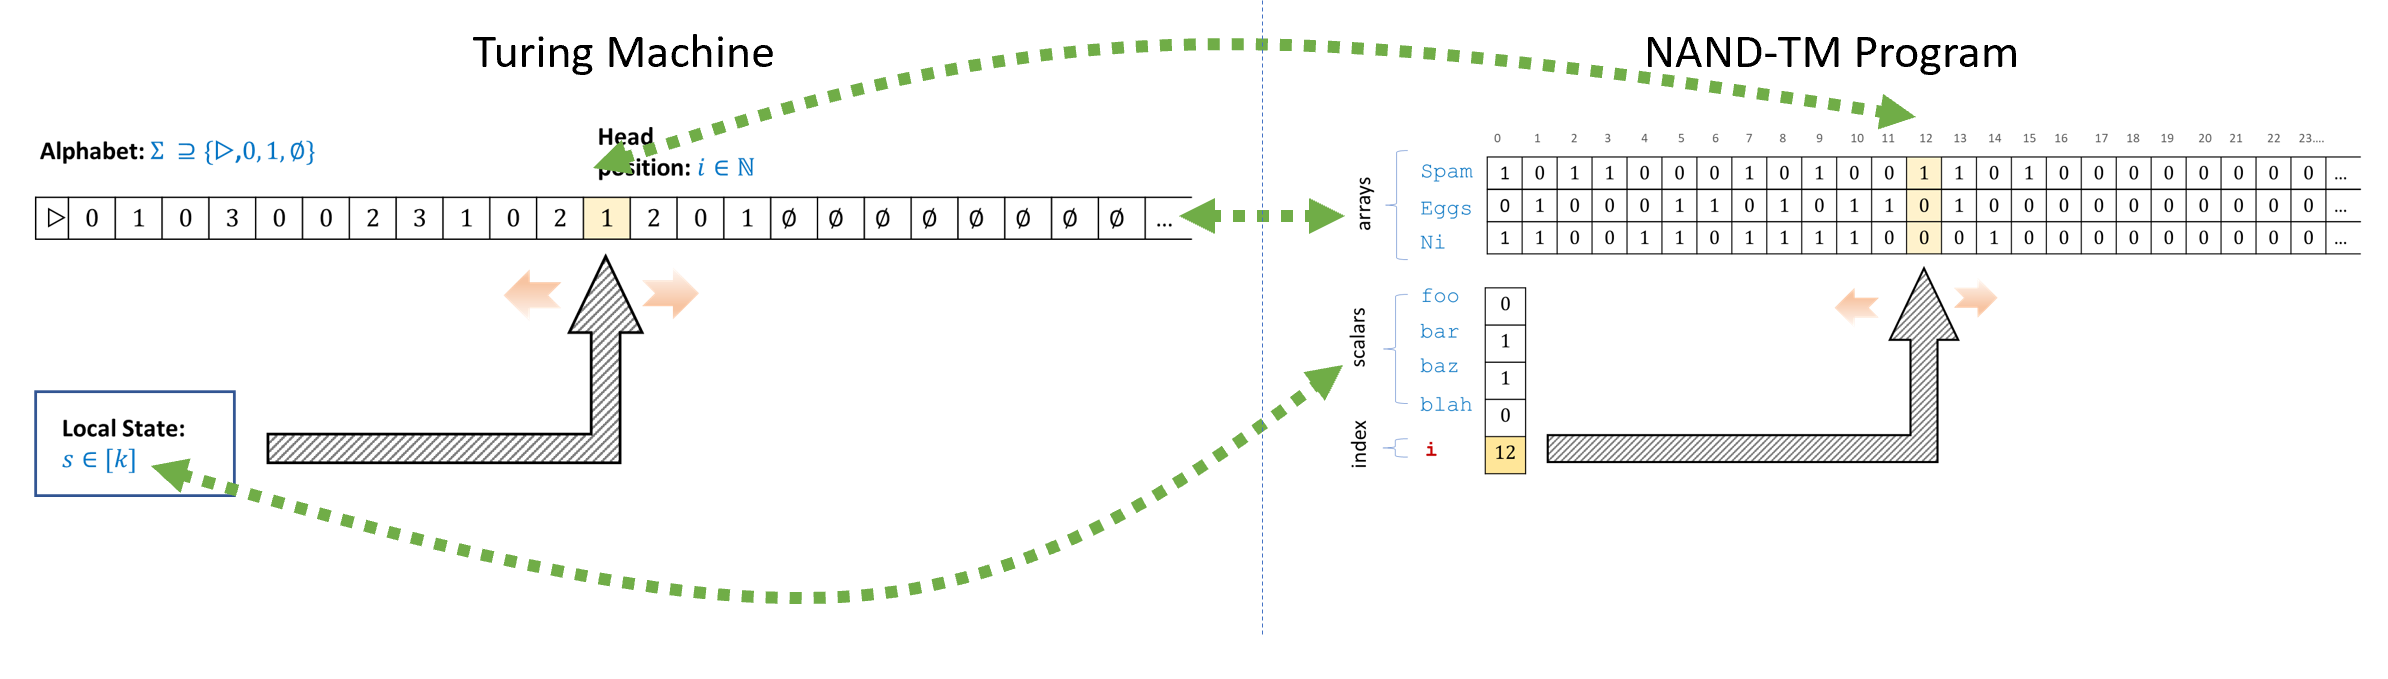 Turing Machine
NAND-TM Program
Alphabet: Σ ⊇ {▷,0, 1, ∅}
Head
position: i ∈ ℕ
▷ 0 1 0 3 0 0 2 3 1 0 2 1 2 0 1 ∅ ∅ ∅ ∅ ∅ ∅ ∅ ∅ ...
Local State:
s ∈ [k]
0 1 2 3 4 5 6 7 8 9 10 11 12 13 14 15 16 17 18 19 20 21 22 23....
arrays
Spam 1 0 1 1 0 0 0 1 0 1 0 0 1 1 0 1 0 0 0 0 0 0 0 0 ...
Eggs 0 1 0 0 0 1 1 0 1 0 1 1 0 1 0 0 0 0 0 0 0 0 0 0 ...
Ni 1 1 0 0 1 1 0 1 1 1 1 0 0 0 1 0 0 0 0 0 0 0 0 0 ...
scalars
foo 0
bar 1
baz 1
blah 0
index
i 12